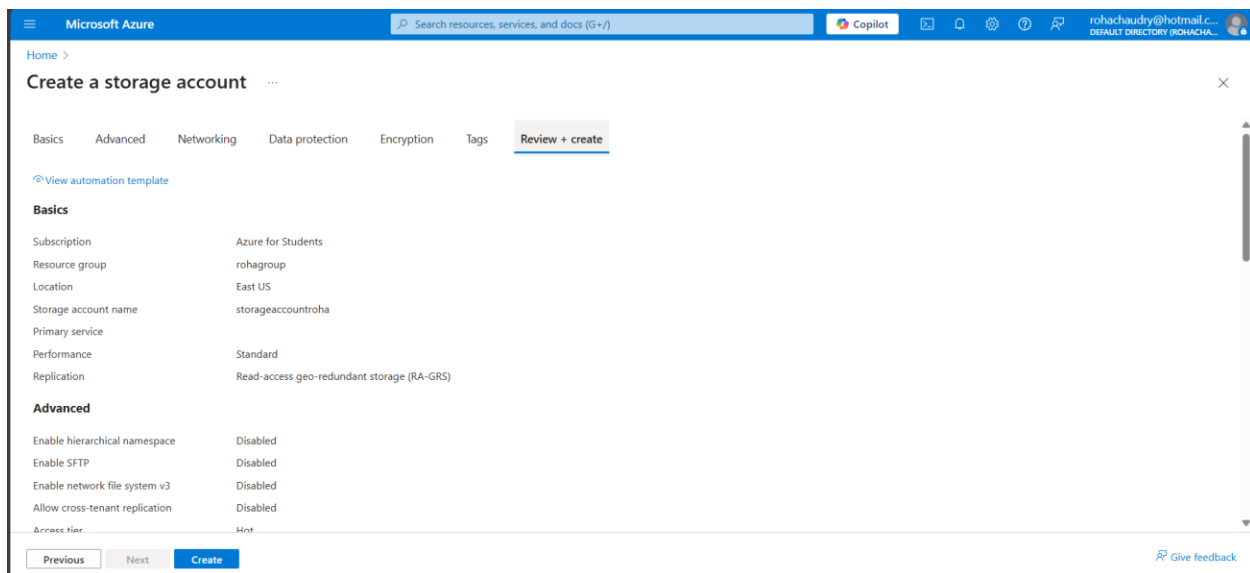 Microsoft Azure
Search resources, services, and docs (G+/)
Copilot
rohachaudry@hotmail.c...
DEFAULT DIRECTORY (ROHACHA...
Home >
Create a storage account ...
Basics Advanced Networking Data protection Encryption Tags Review + create
View automation template
Basics
Subscription Azure for Students
Resource group rohagroup
Location East US
Storage account name storageaccountroha
Primary service
Performance Standard
Replication Read-access geo-redundant storage (RA-GRS)
Advanced
Enable hierarchical namespace Disabled
Enable SFTP Disabled
Enable network file system v3 Disabled
Allow cross-tenant replication Disabled
Access tier Hot
Previous Next Create Give feedback